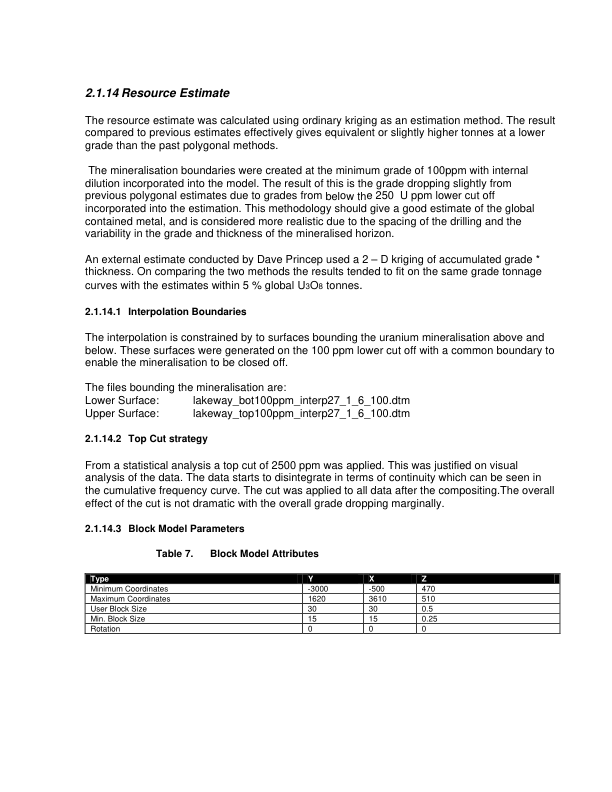 2.1.14 Resource Estimate
The resource estimate was calculated using ordinary kriging as an estimation method. The result
compared to previous estimates effectively gives equivalent or slightly higher tonnes at a lower
grade than the past polygonal methods.
The mineralisation boundaries were created at the minimum grade of 100ppm with internal
dilution incorporated into the model. The result of this is the grade dropping slightly from
previous polygonal estimates due to grades from below the 250 U ppm lower cut off
incorporated into the estimation. This methodology should give a good estimate of the global
contained metal, and is considered more realistic due to the spacing of the drilling and the
variability in the grade and thickness of the mineralised horizon.
An external estimate conducted by Dave Princep used a 2 – D kriging of accumulated grade *
thickness. On comparing the two methods the results tended to fit on the same grade tonnage
curves with the estimates within 5 % global U3O8 tonnes.
2.1.14.1 Interpolation Boundaries
The interpolation is constrained by to surfaces bounding the uranium mineralisation above and
below. These surfaces were generated on the 100 ppm lower cut off with a common boundary to
enable the mineralisation to be closed off.
The files bounding the mineralisation are:
Lower Surface: lakeway_bot100ppm_interp27_1_6_100.dtm
Upper Surface: lakeway_top100ppm_interp27_1_6_100.dtm
2.1.14.2 Top Cut strategy
From a statistical analysis a top cut of 2500 ppm was applied. This was justified on visual
analysis of the data. The data starts to disintegrate in terms of continuity which can be seen in
the cumulative frequency curve. The cut was applied to all data after the compositing.The overall
effect of the cut is not dramatic with the overall grade dropping marginally.
2.1.14.3 Block Model Parameters
Table 7. Block Model Attributes
Type Y X Z
Minimum Coordinates -3000 -500 470
Maximum Coordinates 1620 3610 510
User Block Size 30 30 0.5
Min. Block Size 15 15 0.25
Rotation 0 0 0